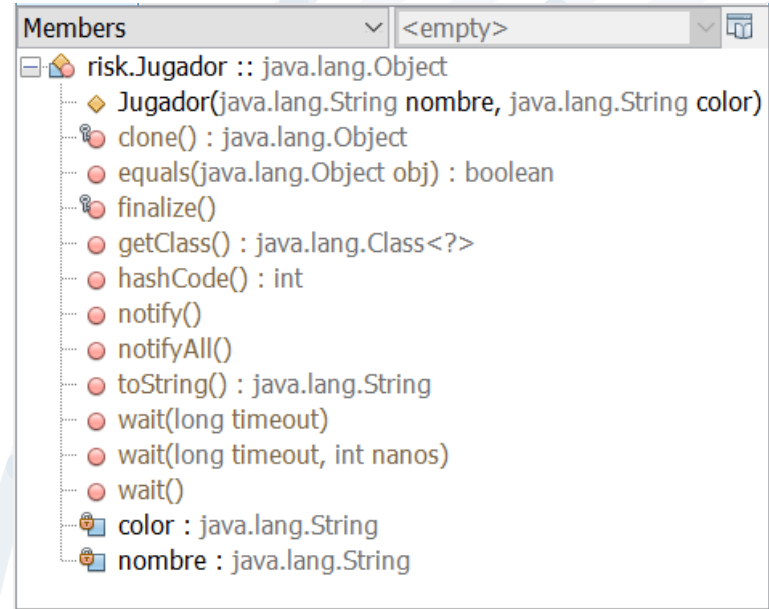 Members <empty>
risk.Jugador :: java.lang.Object
Jugador(java.lang.String nombre, java.lang.String color)
clone() : java.lang.Object
equals(java.lang.Object obj) : boolean
finalize()
getClass() : java.lang.Class<?>
hashCode() : int
notify()
notifyAll()
toString() : java.lang.String
wait(long timeout)
wait(long timeout, int nanos)
wait()
color : java.lang.String
nombre : java.lang.String